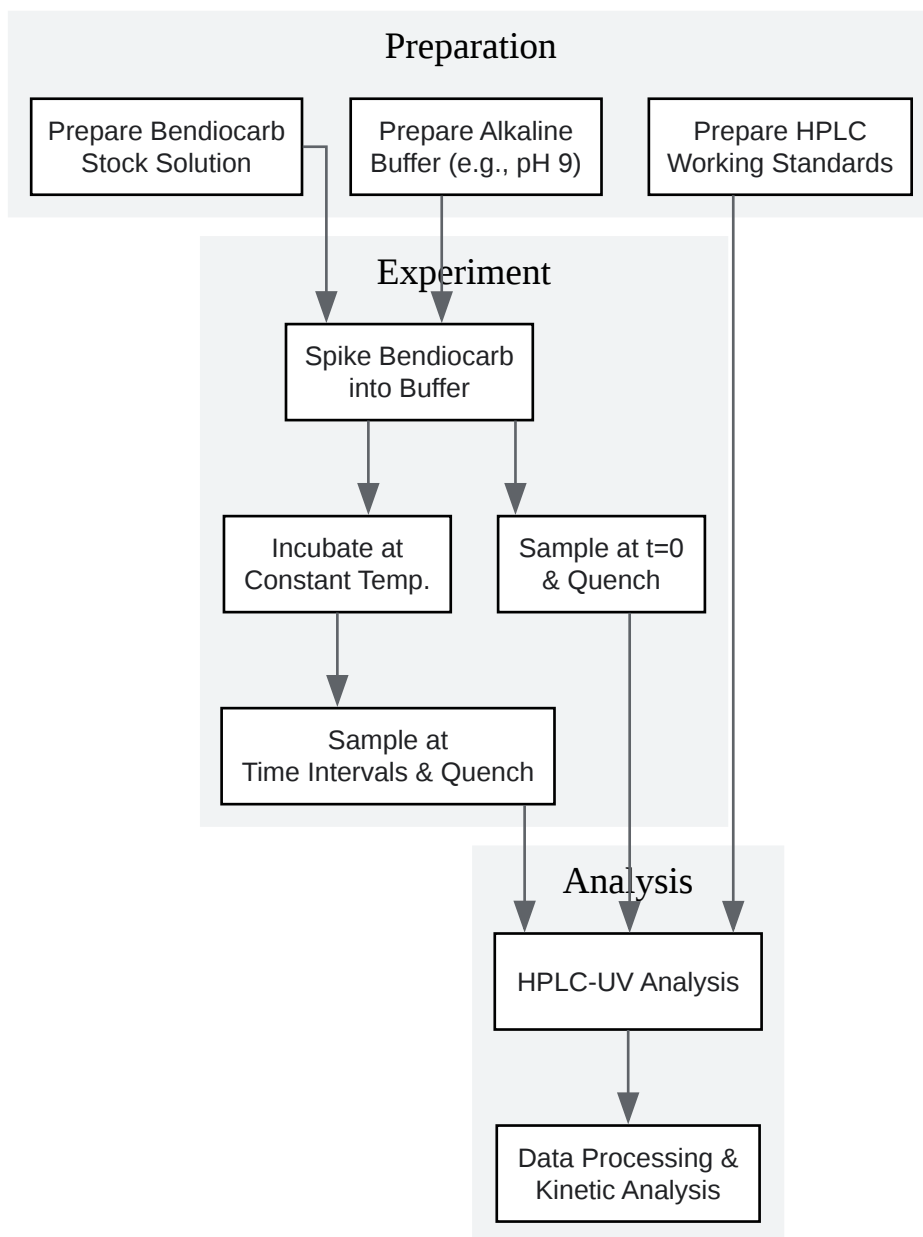 Preparation
Prepare Bendiocarb
Stock Solution
Prepare Alkaline
Buffer (e.g., pH 9)
Prepare HPLC
Working Standards
Experiment
Spike Bendiocarb
into Buffer
Incubate at
Constant Temp.
Sample at t=0
& Quench
Sample at
Time Intervals & Quench
Analysis
HPLC-UV Analysis
Data Processing &
Kinetic Analysis